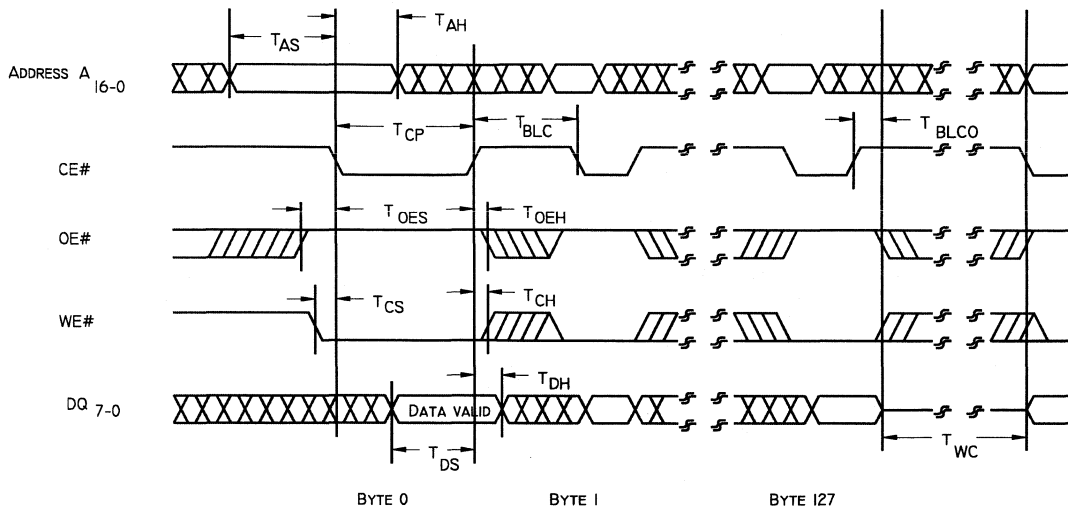 TAS
TAH
ADDRESS A 16-0
TCP
TBLC
TBLCO
CE#
TOES
TOEH
OE#
TCS
TCH
WE#
TDH
DQ 7-0
DATA VALID
TDS
TWC
BYTE 0 BYTE 1 BYTE 127